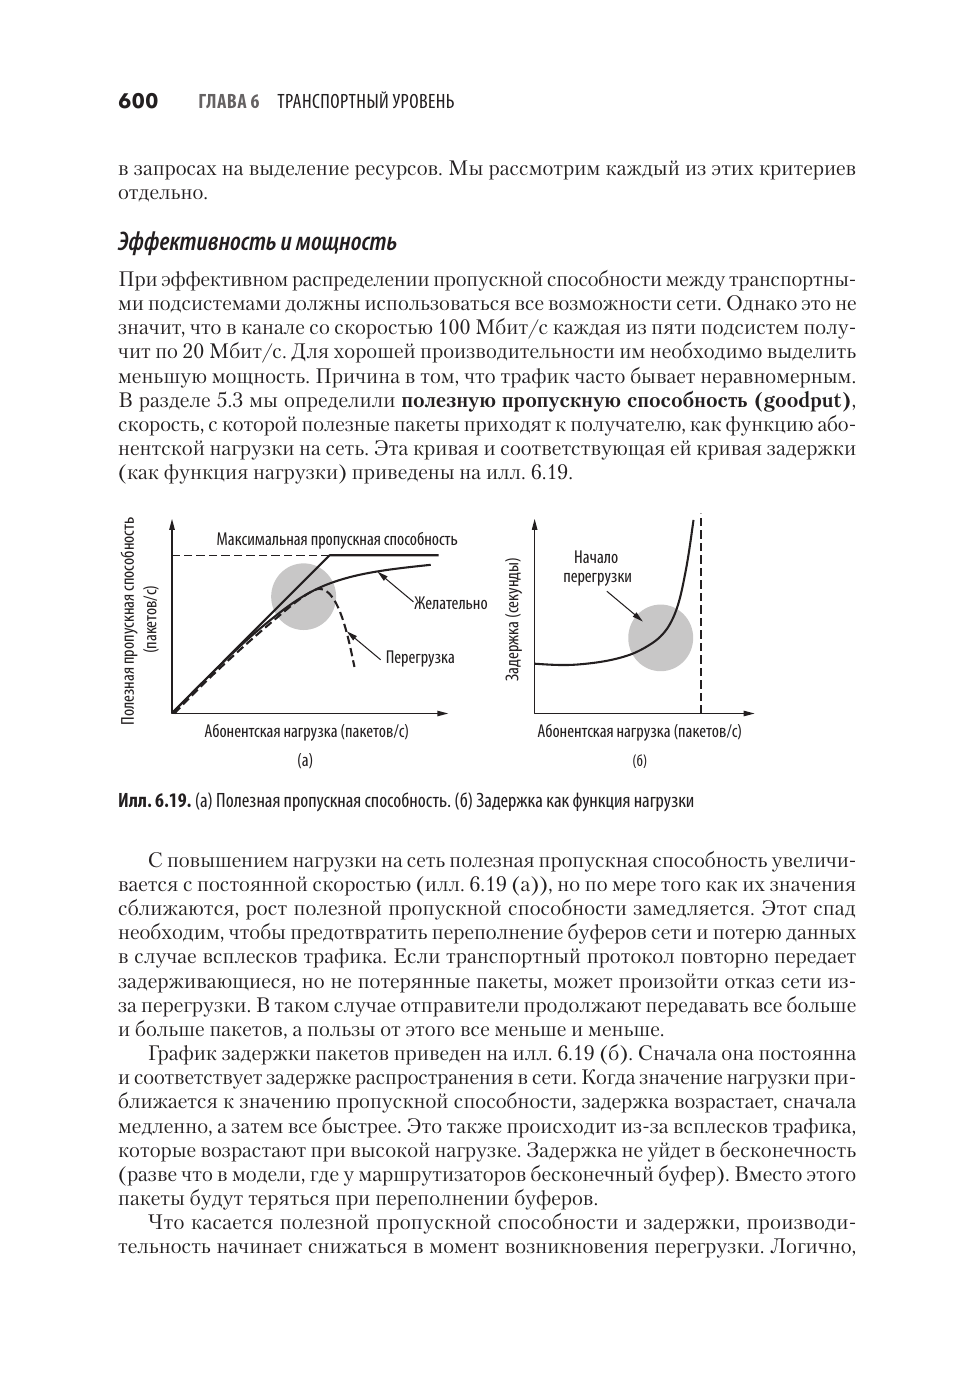 600 ГЛАВА 6 ТРАНСПОРТНЫЙ УРОВЕНЬ
в запросах на выделение ресурсов. Мы рассмотрим каждый из этих критериев
отдельно.
Эффективность и мощность
При эффективном распределении пропускной способности между транспортны-
ми подсистемами должны использоваться все возможности сети. Однако это не
значит, что в канале со скоростью 100 Мбит/с каждая из пяти подсистем полу-
чит по 20 Мбит/с. Для хорошей производительности им необходимо выделить
меньшую мощность. Причина в том, что трафик часто бывает неравномерным.
В разделе 5.3 мы определили полезную пропускную способность (goodput),
скорость, с которой полезные пакеты приходят к получателю, как функцию або-
нентской нагрузки на сеть. Эта кривая и соответствующая ей кривая задержки
(как функция нагрузки) приведены на илл. 6.19.
Полезная пропускная способность
(пакетов/с)
Максимальная пропускная способность
Желательно
Перегрузка
Абонентская нагрузка (пакетов/с)
(а)
Задержка (секунды)
Начало
перегрузки
Абонентская нагрузка (пакетов/с)
(б)
Илл. 6.19. (а) Полезная пропускная способность. (б) Задержка как функция нагрузки
С повышением нагрузки на сеть полезная пропускная способность увеличи-
вается с постоянной скоростью (илл. 6.19 (а)), но по мере того как их значения
сближаются, рост полезной пропускной способности замедляется. Этот спад
необходим, чтобы предотвратить переполнение буферов сети и потерю данных
в случае всплесков трафика. Если транспортный протокол повторно передает
задерживающиеся, но не потерянные пакеты, может произойти отказ сети из-
за перегрузки. В таком случае отправители продолжают передавать все больше
и больше пакетов, а пользы от этого все меньше и меньше.
График задержки пакетов приведен на илл. 6.19 (б). Сначала она постоянна
и соответствует задержке распространения в сети. Когда значение нагрузки при-
ближается к значению пропускной способности, задержка возрастает, сначала
медленно, а затем все быстрее. Это также происходит из-за всплесков трафика,
которые возрастают при высокой нагрузке. Задержка не уйдет в бесконечность
(разве что в модели, где у маршрутизаторов бесконечный буфер). Вместо этого
пакеты будут теряться при переполнении буферов.
Что касается полезной пропускной способности и задержки, производи-
тельность начинает снижаться в момент возникновения перегрузки. Логично,